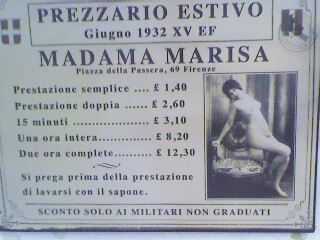 PREZZARIO ESTIVO
Giugno 1932 XV EF
MADAMA MARISA
Piazza della Passera, 69 Firenze
Prestazione semplice .... £ 1,40
Prestazione doppia ...... £ 2,60
15 minuti ..................... £ 3,10
Una ora intera............. £ 8,20
Due ore complete.......... £ 12,30
Si prega prima della prestazione
di lavarsi con il sapone.
SCONTO SOLO AI MILITARI NON GRADUATI